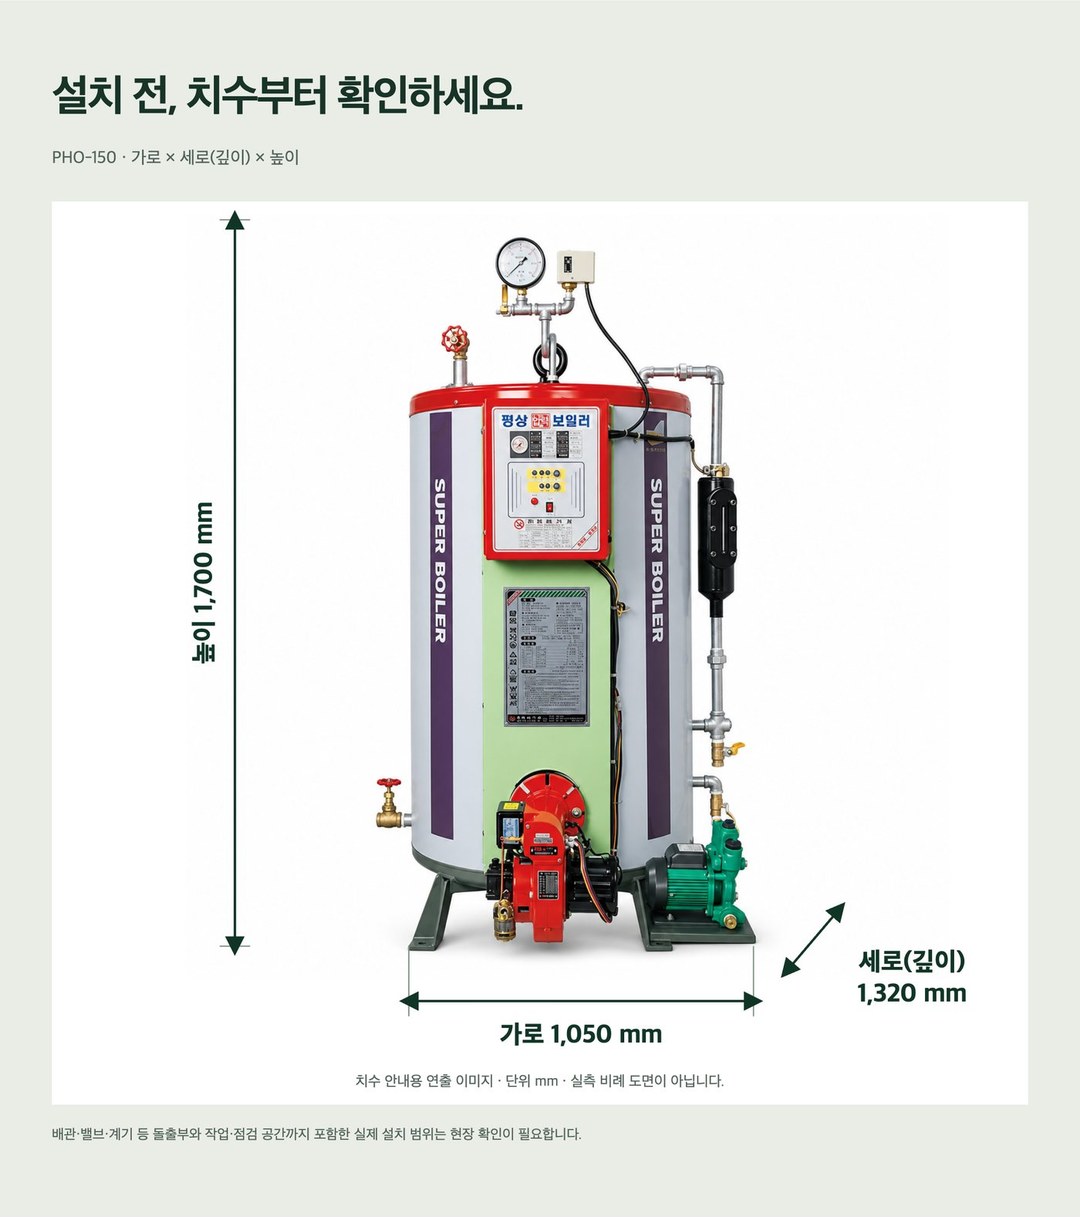 설치 전, 치수부터 확인하세요.
PHO-150 · 가로 × 세로(깊이) × 높이
높이 1,700 mm
평상 압력 보일러
SUPER BOILER
SUPER BOILER
세로(깊이)
1,320 mm
가로 1,050 mm
치수 안내용 연출 이미지 · 단위 mm · 실측 비례 도면이 아닙니다.
배관·밸브·계기 등 돌출부와 작업·점검 공간까지 포함한 실제 설치 범위는 현장 확인이 필요합니다.